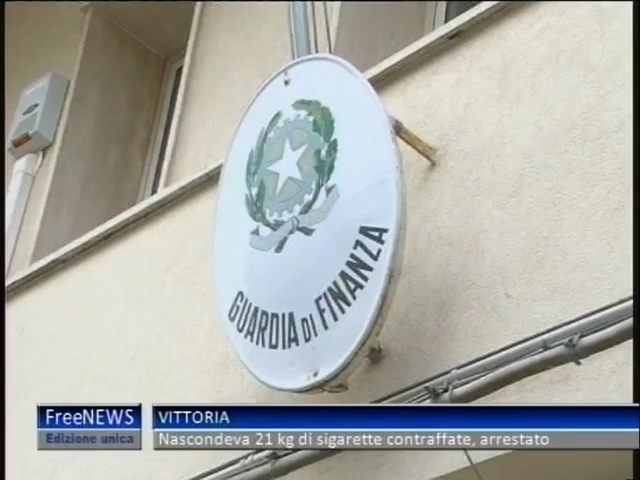 GUARDIA DI FINANZA
FreeNEWS
Edizione unica
VITTORIA
Nascondeva 21 kg di sigarette contraffate, arrestato